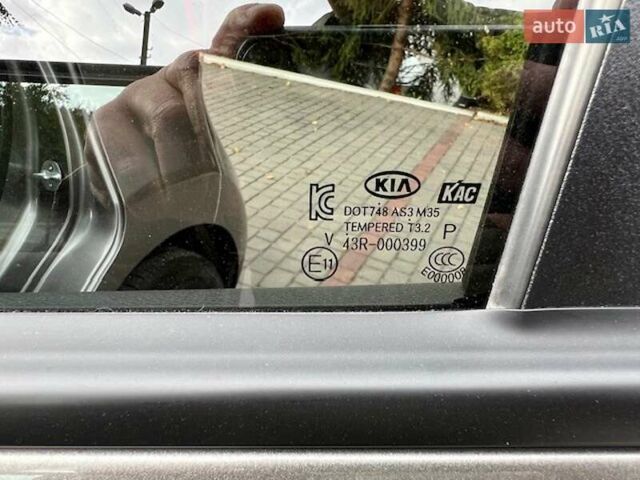 auto RIA
KIA
KAC
DOT748 AS3 M35
TEMPERED T3.2
V 43R-000399 P
E11
CCC
E000008